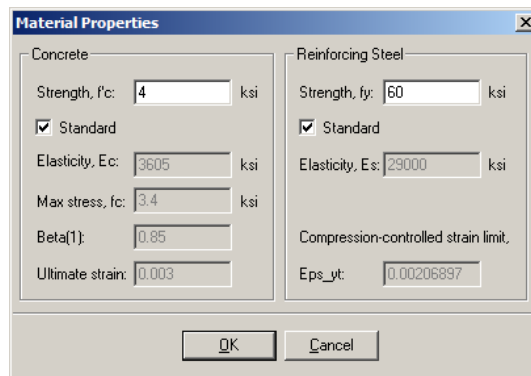 Material Properties
Concrete
Strength, f'c: 4 ksi
Standard
Elasticity, Ec: 3605 ksi
Max stress, fc: 3.4 ksi
Beta(1): 0.85
Ultimate strain: 0.003
Reinforcing Steel
Strength, fy: 60 ksi
Standard
Elasticity, Es: 29000 ksi
Compression-controlled strain limit,
Eps_yt: 0.00206897
OK Cancel